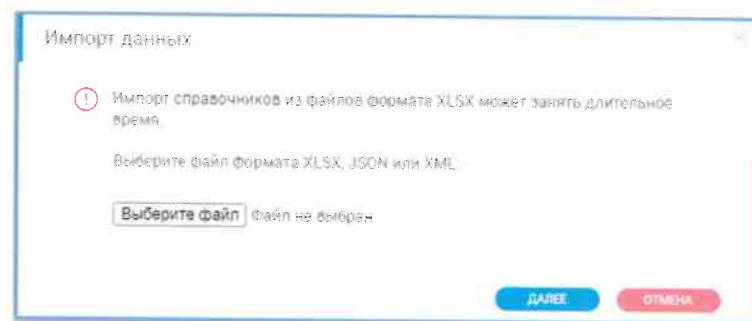 Импорт данных
Импорт справочников из файлов формата XLSX может занять длительное
время.
Выберите файл формата XLSX, JSON или XML:
Выберите файл Файл не выбран
ДАЛЕЕ ОТМЕНА